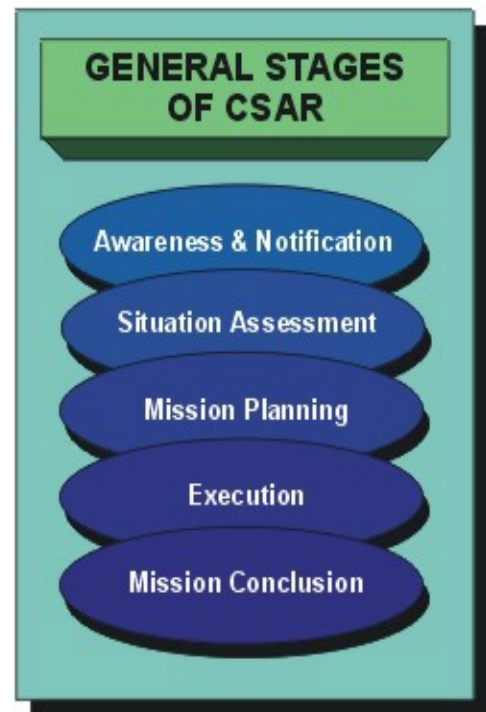 GENERAL STAGES
OF CSAR
Awareness & Notification
Situation Assessment
Mission Planning
Execution
Mission Conclusion